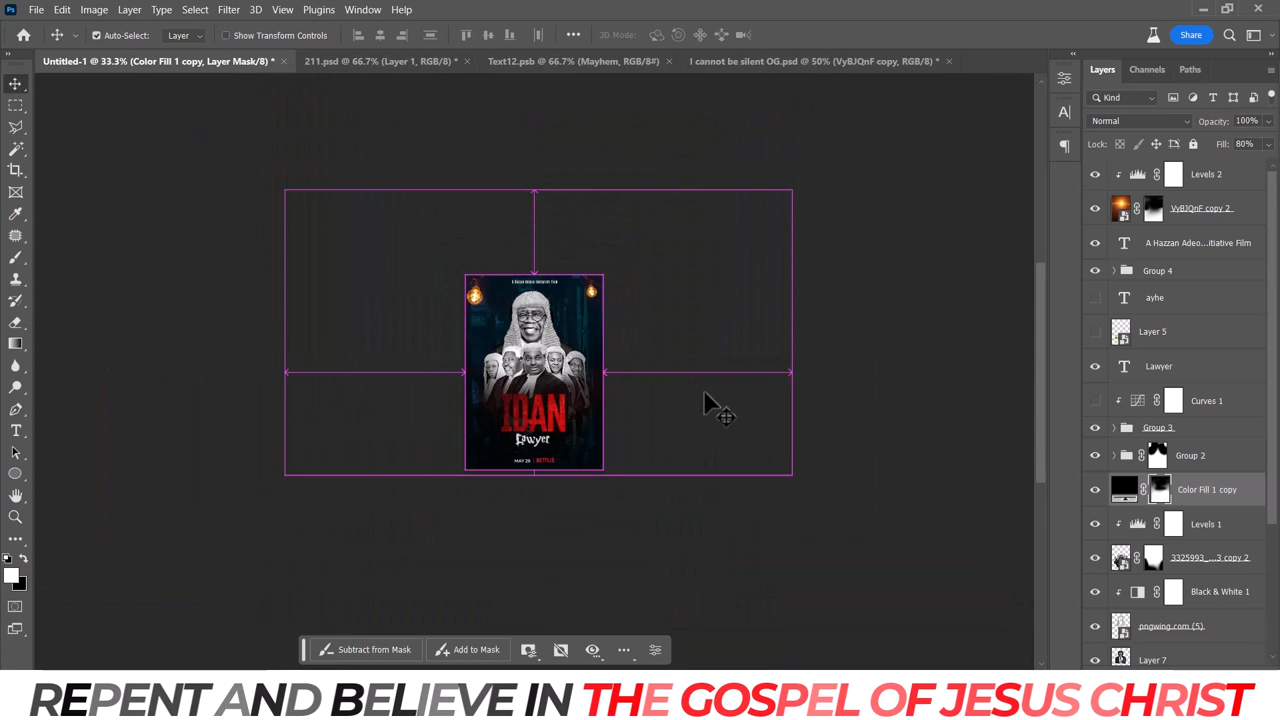 Ps File Edit Image Layer Type Select Filter 3D View Plugins Window Help
Auto-Select: Layer Show Transform Controls 3D Mode: Share
Untitled-1 @ 33.3% (Color Fill 1 copy, Layer Mask/8) * 211.psd @ 66.7% (Layer 1, RGB/8) * Text12.psb @ 66.7% (Mayhem, RGB/8#) I cannot be silent OG.psd @ 50% (VyBJQnF copy, RGB/8) *
Layers Channels Paths
Kind
Normal Opacity: 100%
Lock: Fill: 80%
Levels 2
VyBJQnF copy 2
A Hazzan Adeo...itiative Film
Group 4
ayhe
Layer 5
Lawyer
Curves 1
Group 3
Group 2
Color Fill 1 copy
Levels 1
3325993_...3 copy 2
Black & White 1
pngwing.com (5)
Layer 7
IDAN
Lawyer
MAY 29 | NETFLIX
Subtract from Mask Add to Mask
REPENT AND BELIEVE IN THE GOSPEL OF JESUS CHRIST